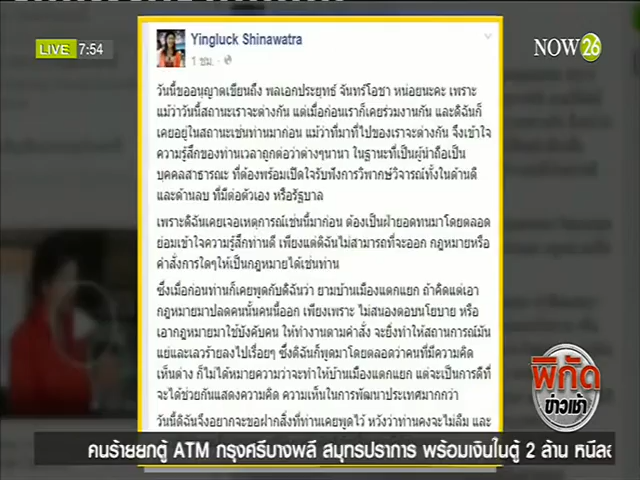 LIVE 7:54
NOW26
Yingluck Shinawatra
1 ชม.
วันนี้ขออนุญาตเขียนถึง พลเอกประยุทธ์ จันทร์โอชา หน่อยนะคะ เพราะ
แม้ว่าวันนี้สถานะเราจะต่างกัน แต่เมื่อก่อนเราก็เคยร่วมงานกัน และดิฉันก็
เคยอยู่ในสถานะเช่นท่านมาก่อน แม้ว่าที่มาที่ไปของเราจะต่างกัน จึงเข้าใจ
ความรู้สึกของท่านเวลาถูกต่อว่าต่างๆนานา ในฐานะที่เป็นผู้นำถือเป็น
บุคคลสาธารณะ ที่ต้องพร้อมเปิดใจรับฟังการวิพากษ์วิจารณ์ทั้งในด้านดี
และด้านลบ ที่มีต่อตัวเอง หรือรัฐบาล
เพราะดิฉันเคยเจอเหตุการณ์เช่นนี้มาก่อน ต้องเป็นฝ่ายอดทนมาโดยตลอด
ย่อมเข้าใจความรู้สึกท่านดี เพียงแต่ดิฉันไม่สามารถที่จะออก กฎหมายหรือ
คำสั่งการใดๆให้เป็นกฎหมายได้เช่นท่าน
ซึ่งเมื่อก่อนท่านก็เคยพูดกับดิฉันว่า ยามบ้านเมืองแตกแยก ถ้าคิดแต่เอา
กฎหมายมาปลดคนนั้นคนนี้ออก เพียงเพราะ ไม่สนองตอบนโยบาย หรือ
เอากฎหมายมาใช้บังคับคน ให้ทำงานตามคำสั่ง จะยิ่งทำให้สถานการณ์มัน
แย่และเลวร้ายลงไปเรื่อยๆ ซึ่งดิฉันก็พูดมาโดยตลอดว่าคนที่มีความคิด
เห็นต่าง ก็ไม่ได้หมายความว่าจะทำให้บ้านเมืองแตกแยก แต่จะเป็นการดีที่
จะได้ช่วยกันแสดงความคิด ความเห็นในการพัฒนาประเทศมากกว่า
วันนี้ดิฉันจึงอยากจะขอฝากสิ่งที่ท่านเคยพูดไว้ หวังว่าท่านคงจะไม่ลืม และ
พิกัด
ข่าวเช้า
คนร้ายยกตู้ ATM กรุงศรีบางพลี สมุทรปราการ พร้อมเงินในตู้ 2 ล้าน หนีลอ